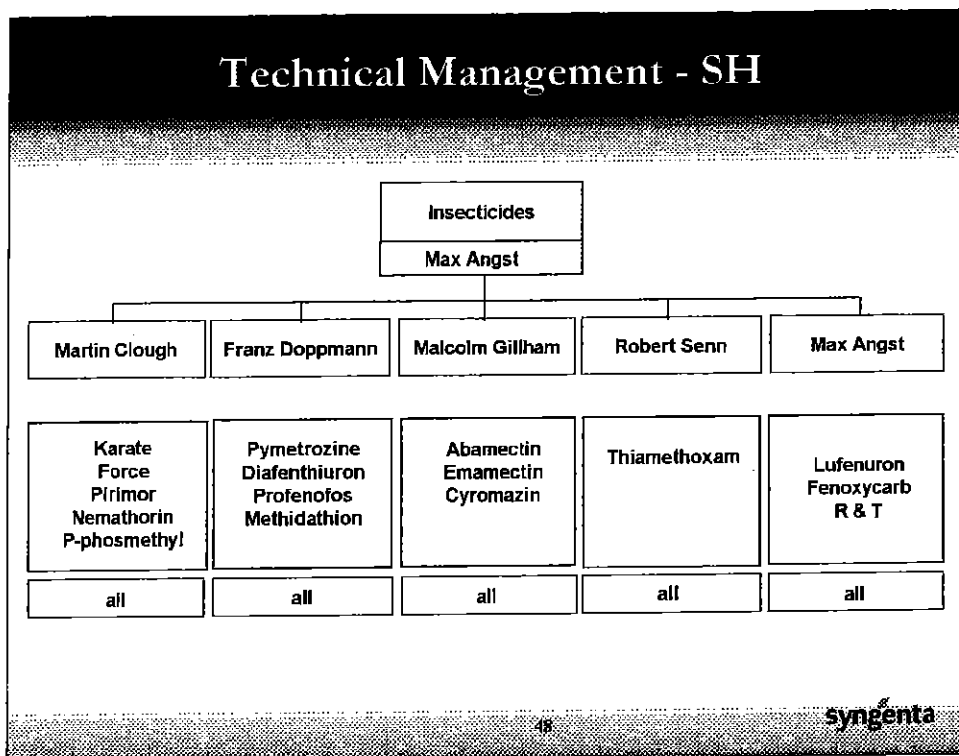 Technical Management - SH
Insecticides
Max Angst
Martin Clough
Franz Doppmann
Malcolm Gillham
Robert Senn
Max Angst
Karate
Force
Pirimor
Nemathorin
P-phosmethyl
Pymetrozine
Diafenthiuron
Profenofos
Methidathion
Abamectin
Emamectin
Cyromazin
Thiamethoxam
Lufenuron
Fenoxycarb
R & T
all
all
all
all
all
48
syngenta